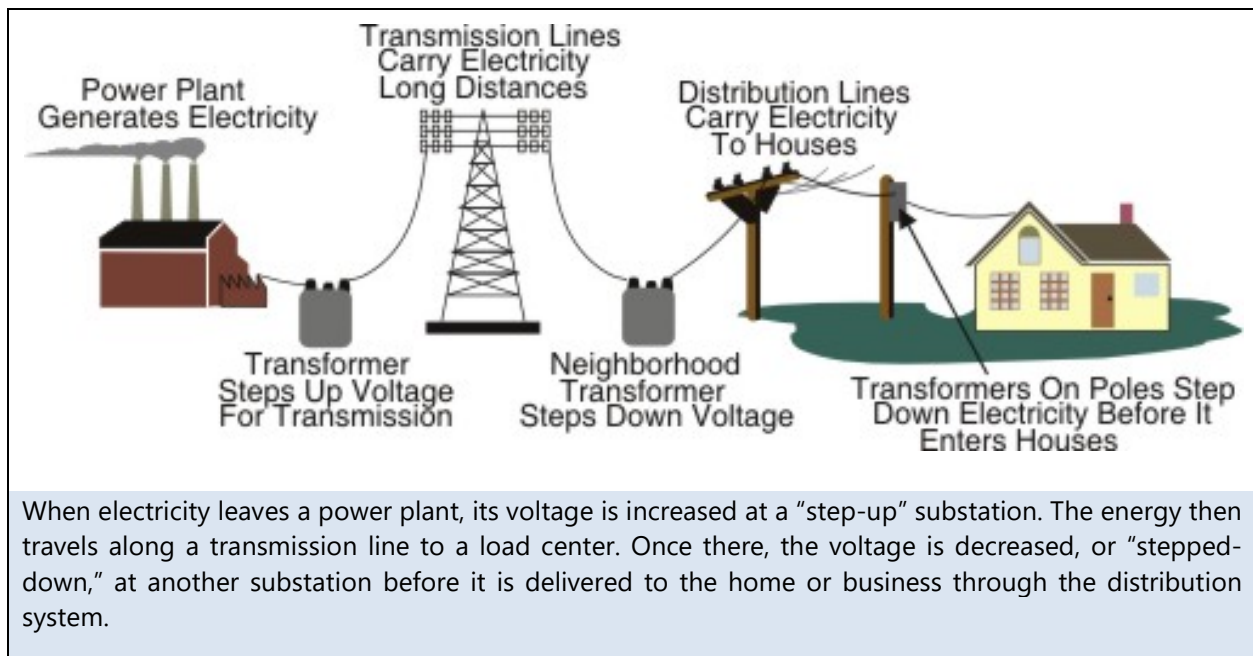 Power Plant
Generates Electricity
Transmission Lines
Carry Electricity
Long Distances
Distribution Lines
Carry Electricity
To Houses
Transformer
Steps Up Voltage
For Transmission
Neighborhood
Transformer
Steps Down Voltage
Transformers On Poles Step
Down Electricity Before It
Enters Houses
When electricity leaves a power plant, its voltage is increased at a “step-up” substation. The energy then
travels along a transmission line to a load center. Once there, the voltage is decreased, or “stepped-
down,” at another substation before it is delivered to the home or business through the distribution
system.